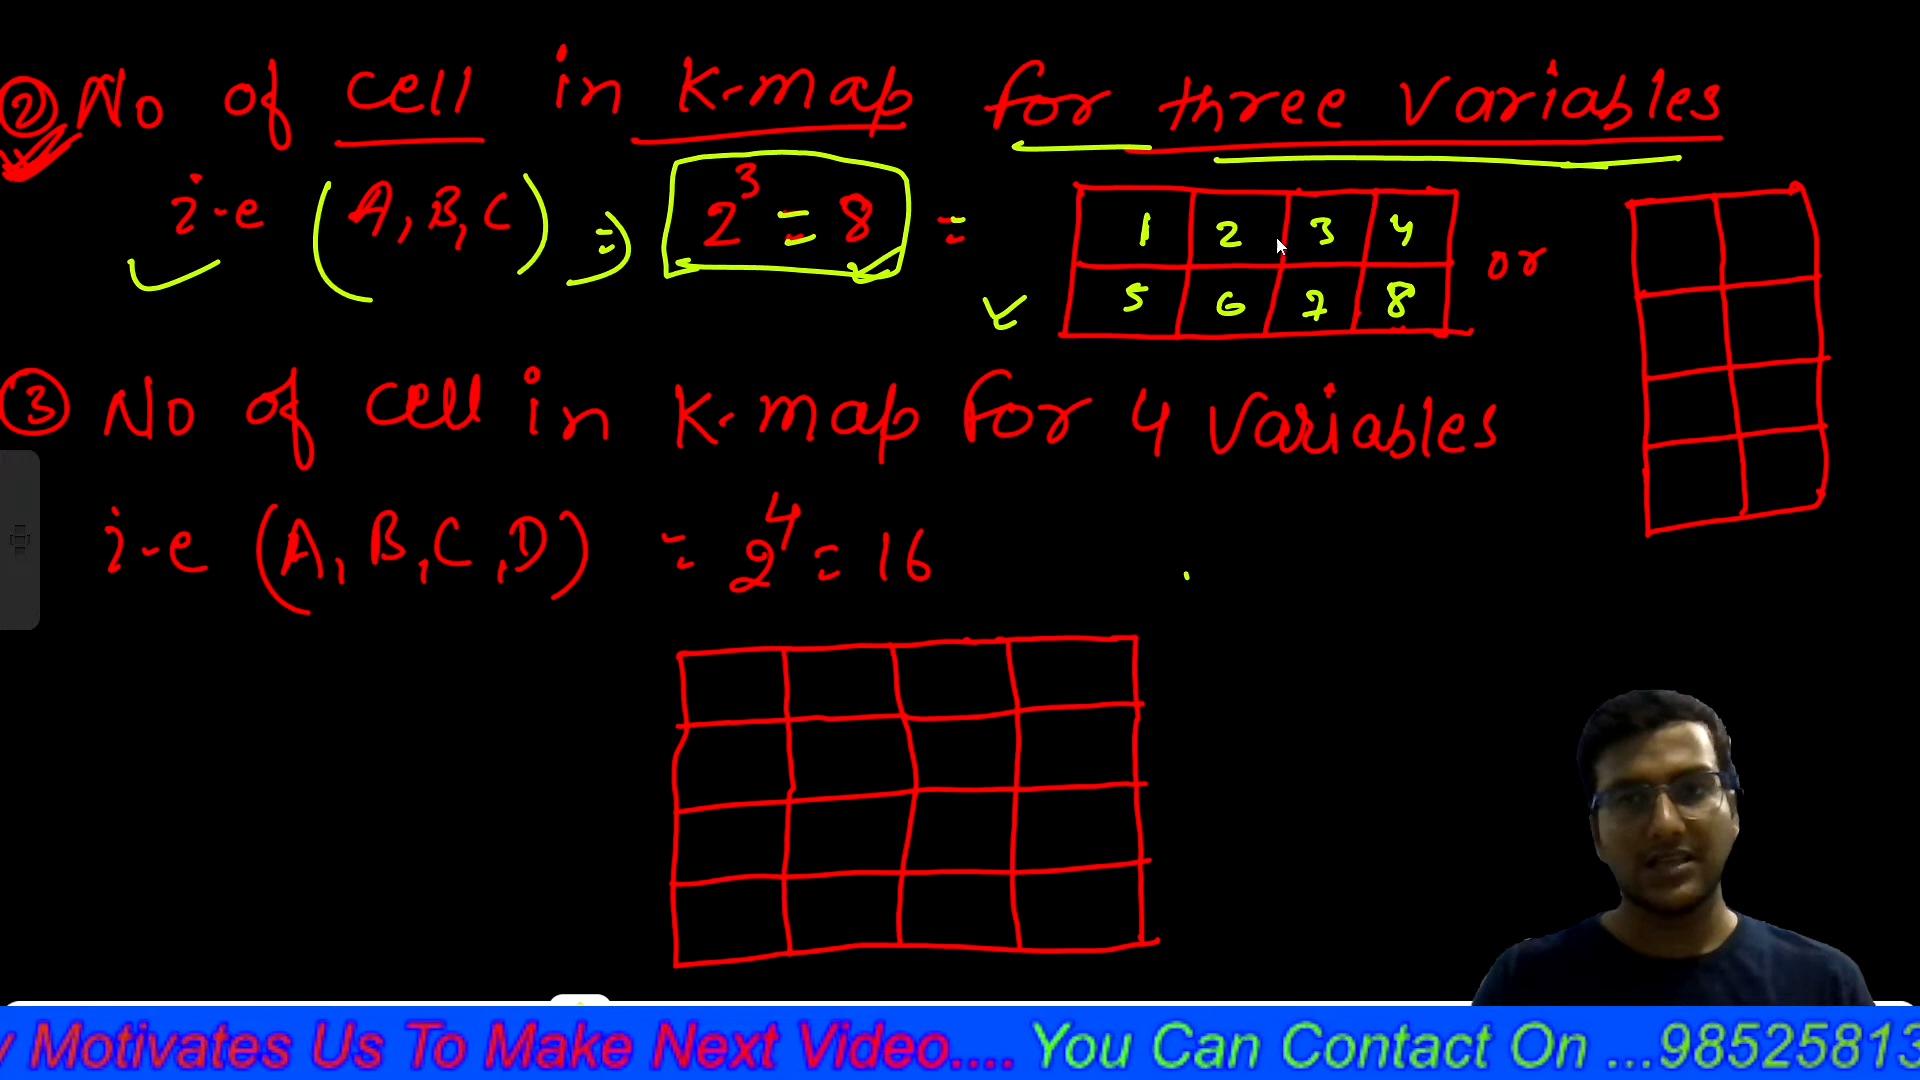 ② No of cell in K-map for three Variables
i-e (A, B, C) ⇒ 2³ = 8 =
1 2 3 4
or
5 6 7 8
③ No of cell in K-map for 4 Variables
i-e (A, B, C, D) = 2⁴ = 16
y Motivates Us To Make Next Video.... You Can Contact On ...98525813